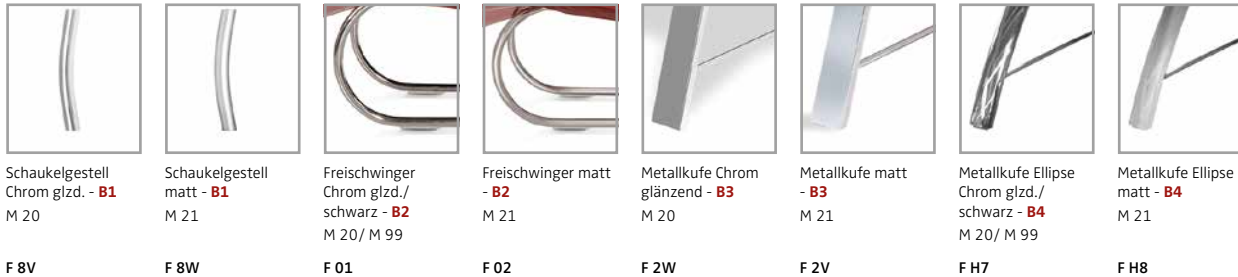 Schaukelgestell
Chrom glzd. - B1
M 20
F 8V
Schaukelgestell
matt - B1
M 21
F 8W
Freischwinger
Chrom glzd./
schwarz - B2
M 20/ M 99
F 01
Freischwinger matt
- B2
M 21
F 02
Metallkufe Chrom
glänzend - B3
M 20
F 2W
Metallkufe matt
- B3
M 21
F 2V
Metallkufe Ellipse
Chrom glzd./
schwarz - B4
M 20/ M 99
F H7
Metallkufe Ellipse
matt - B4
M 21
F H8